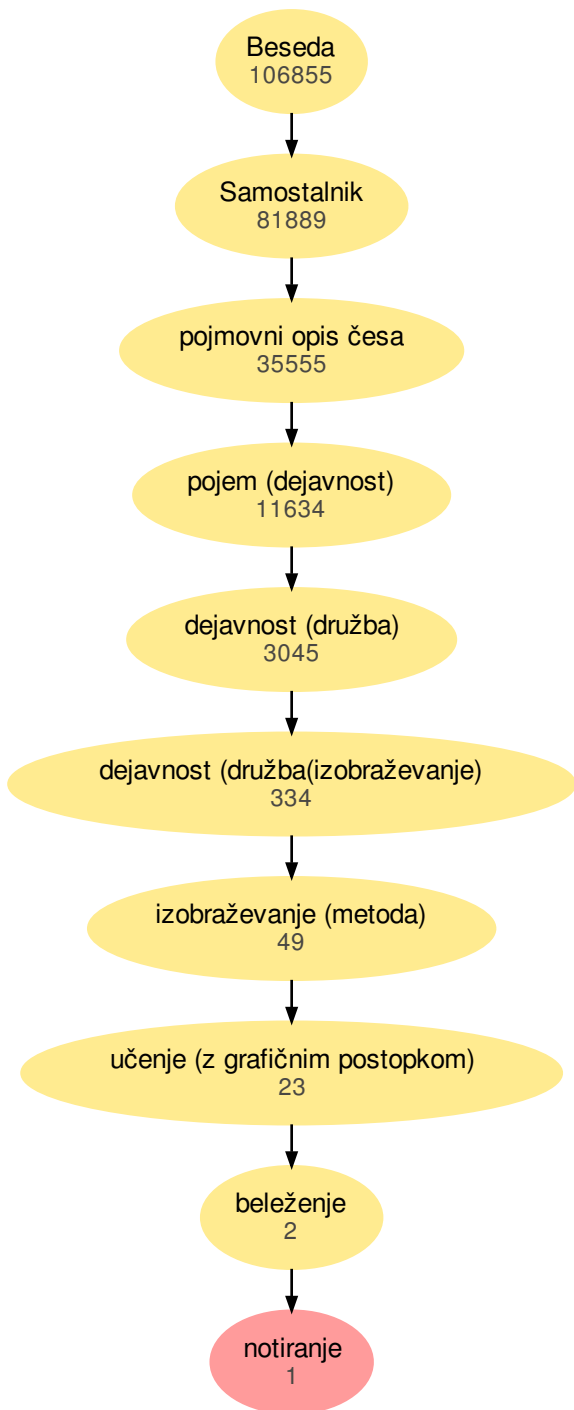 Beseda
106855
Samostalnik
81889
pojmovni opis česa
35555
pojem (dejavnost)
11634
dejavnost (družba)
3045
dejavnost (družba(izobraževanje)
334
izobraževanje (metoda)
49
učenje (z grafičnim postopkom)
23
beleženje
2
notiranje
1